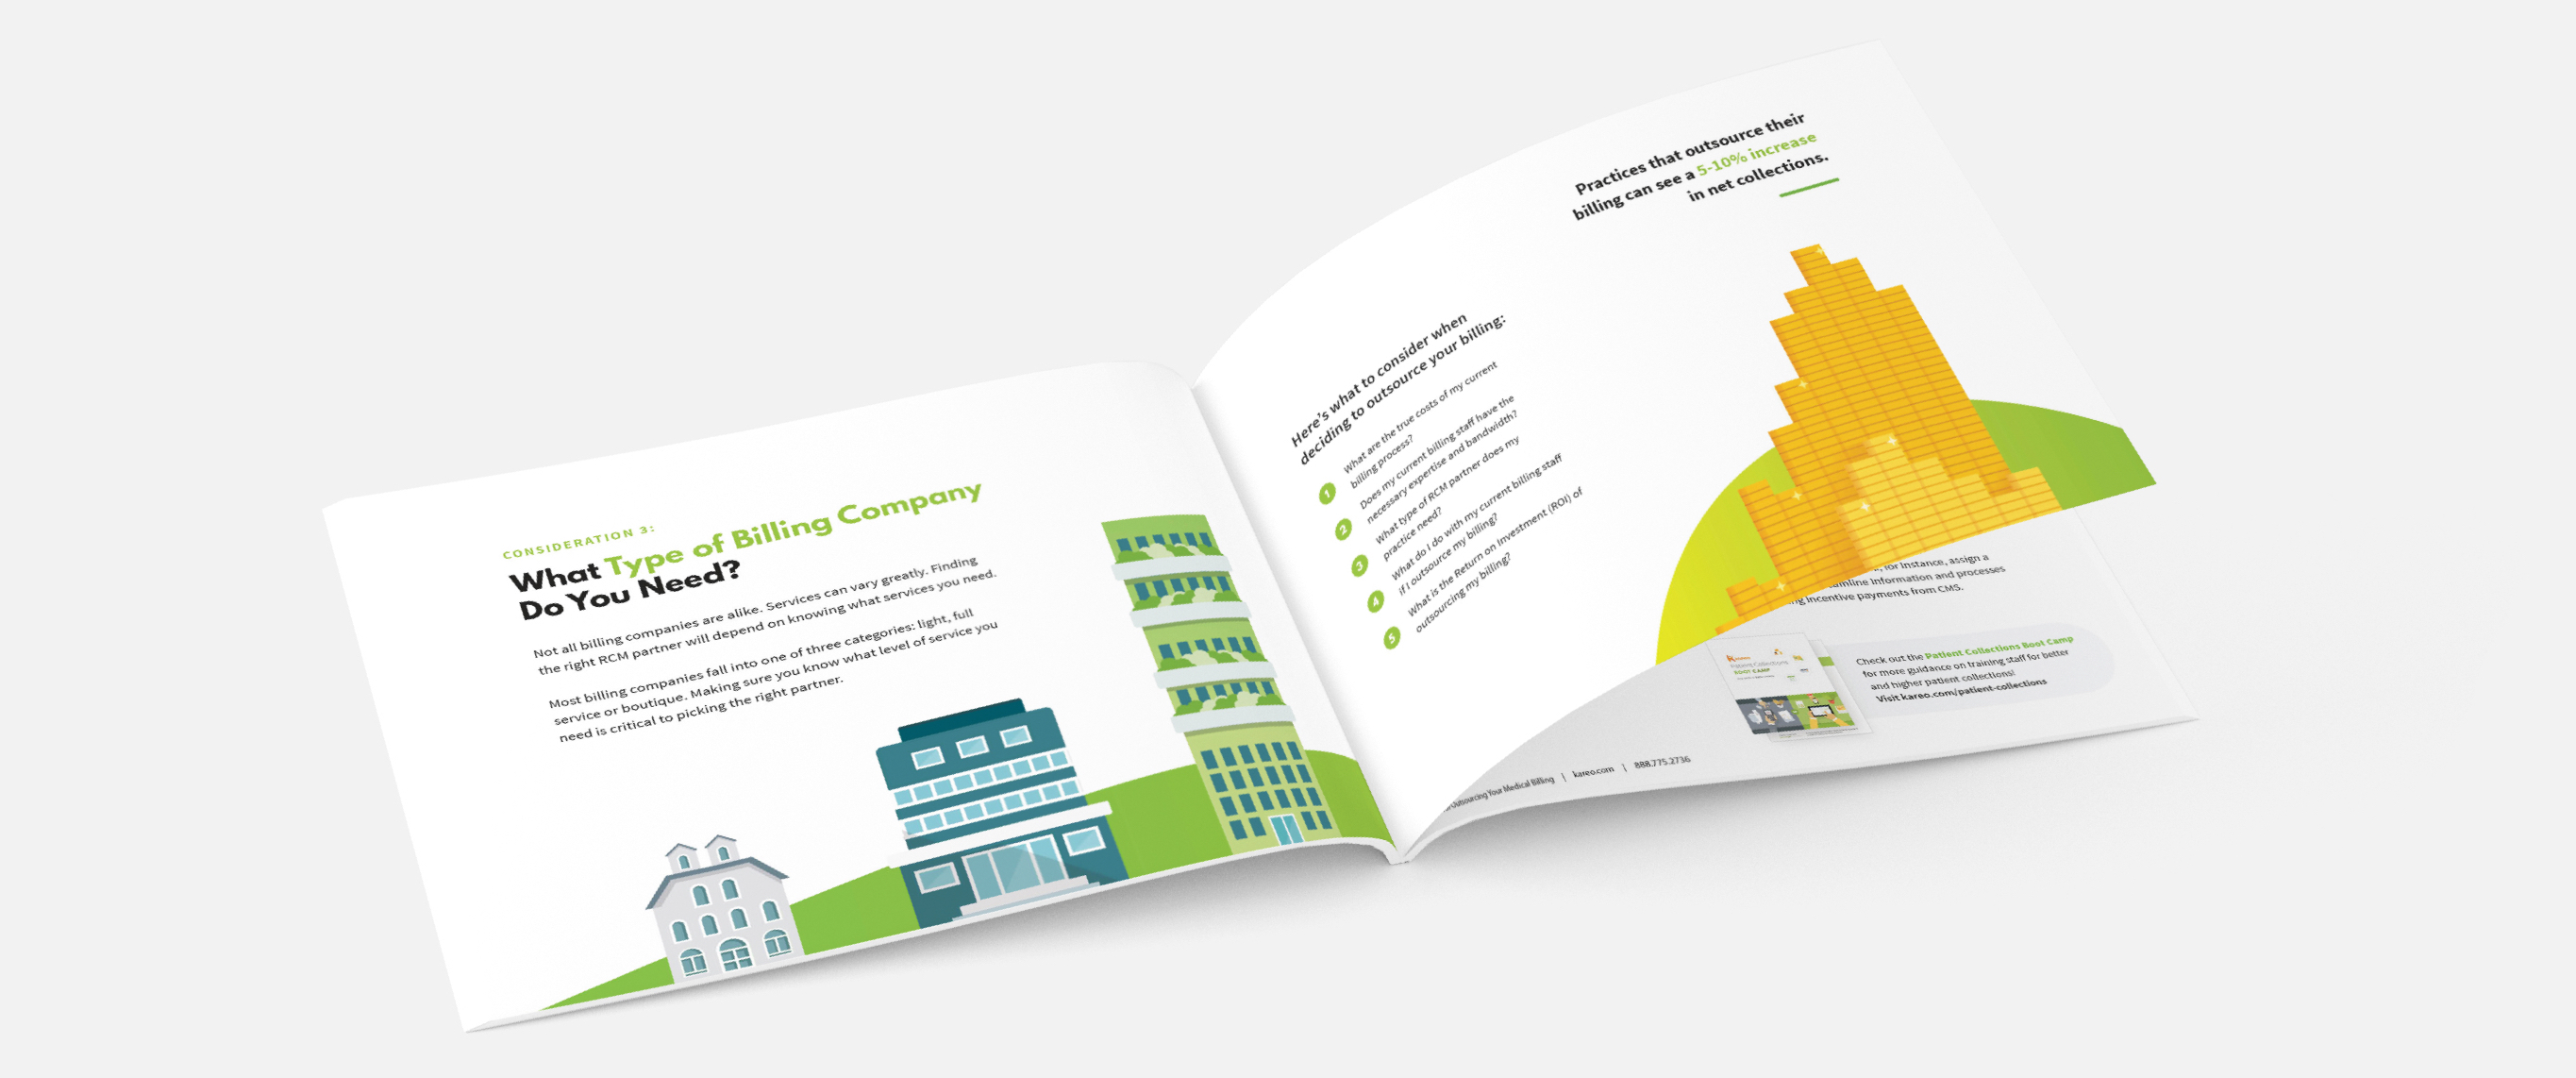 CONSIDERATION 3:
What Type of Billing Company
Do You Need?
Not all billing companies are alike. Services can vary greatly. Finding
the right RCM partner will depend on knowing what services you need.
Most billing companies fall into one of three categories: light, full
service or boutique. Making sure you know what level of service you
need is critical to picking the right partner.
Practices that outsource their
billing can see a 5-10% increase
in net collections.
Here's what to consider when
deciding to outsource your billing:
1 What are the true costs of my current
billing process?
2 Does my current billing staff have the
necessary expertise and bandwidth?
3 What type of RCM partner does my
practice need?
4 What do I do with my current billing staff
if I outsource my billing?
5 What is the Return on Investment (ROI) of
outsourcing my billing?
for instance, assign a
information and processes
incentive payments from CMS.
Patient Collections
BOOT CAMP
Check out the Patient Collections Boot Camp
for more guidance on training staff for better
and higher patient collections!
Visit kareo.com/patient-collections
Outsourcing Your Medical Billing | kareo.com | 888.775.2736